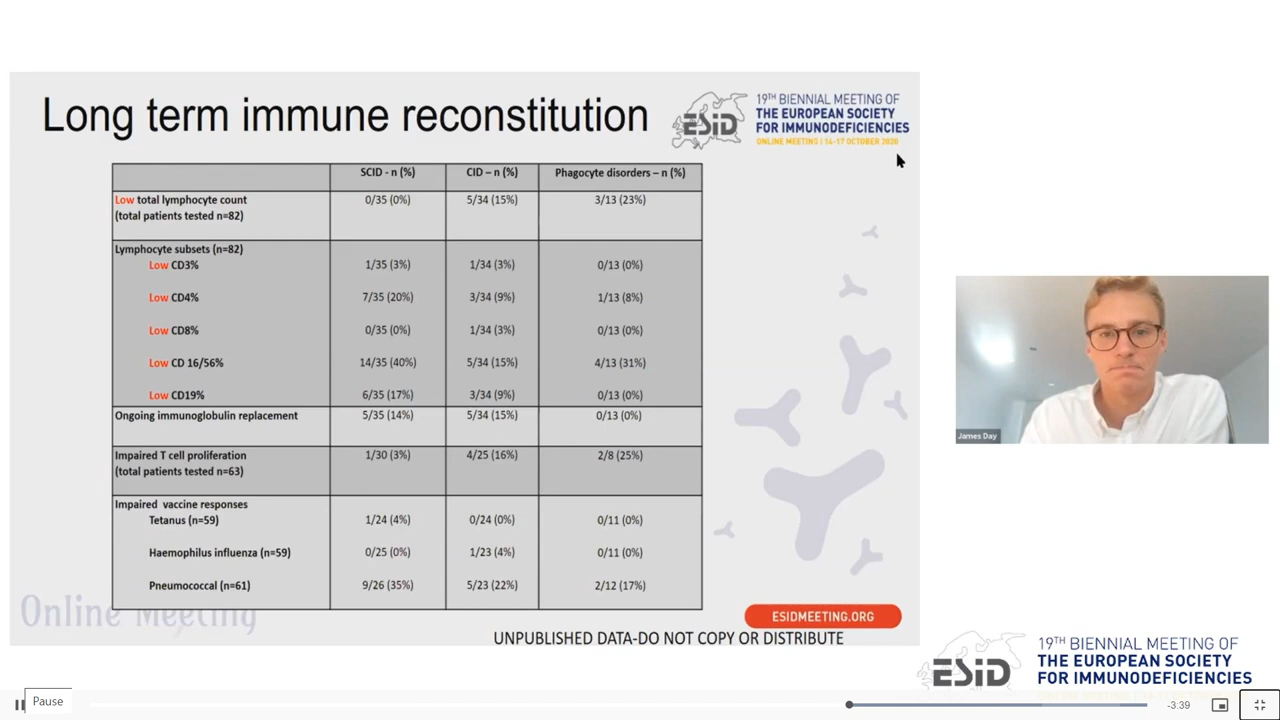 Long term immune reconstitution
ESiD
19TH BIENNIAL MEETING OF
THE EUROPEAN SOCIETY
FOR IMMUNODEFICIENCIES
ONLINE MEETING | 14-17 OCTOBER 2020
SCID - n (%) CID – n (%) Phagocyte disorders – n (%)
Low total lymphocyte count 0/35 (0%) 5/34 (15%) 3/13 (23%)
(total patients tested n=82)
Lymphocyte subsets (n=82)
Low CD3% 1/35 (3%) 1/34 (3%) 0/13 (0%)
Low CD4% 7/35 (20%) 3/34 (9%) 1/13 (8%)
Low CD8% 0/35 (0%) 1/34 (3%) 0/13 (0%)
Low CD 16/56% 14/35 (40%) 5/34 (15%) 4/13 (31%)
Low CD19% 6/35 (17%) 3/34 (9%) 0/13 (0%)
Ongoing immunoglobulin replacement 5/35 (14%) 5/34 (15%) 0/13 (0%)
Impaired T cell proliferation 1/30 (3%) 4/25 (16%) 2/8 (25%)
(total patients tested n=63)
Impaired vaccine responses
Tetanus (n=59) 1/24 (4%) 0/24 (0%) 0/11 (0%)
Haemophilus influenza (n=59) 0/25 (0%) 1/23 (4%) 0/11 (0%)
Pneumococcal (n=61) 9/26 (35%) 5/23 (22%) 2/12 (17%)
Online Meeting
ESIDMEETING.ORG
UNPUBLISHED DATA-DO NOT COPY OR DISTRIBUTE
James Day
ESiD
19TH BIENNIAL MEETING OF
THE EUROPEAN SOCIETY
FOR IMMUNODEFICIENCIES
Pause
-3:39